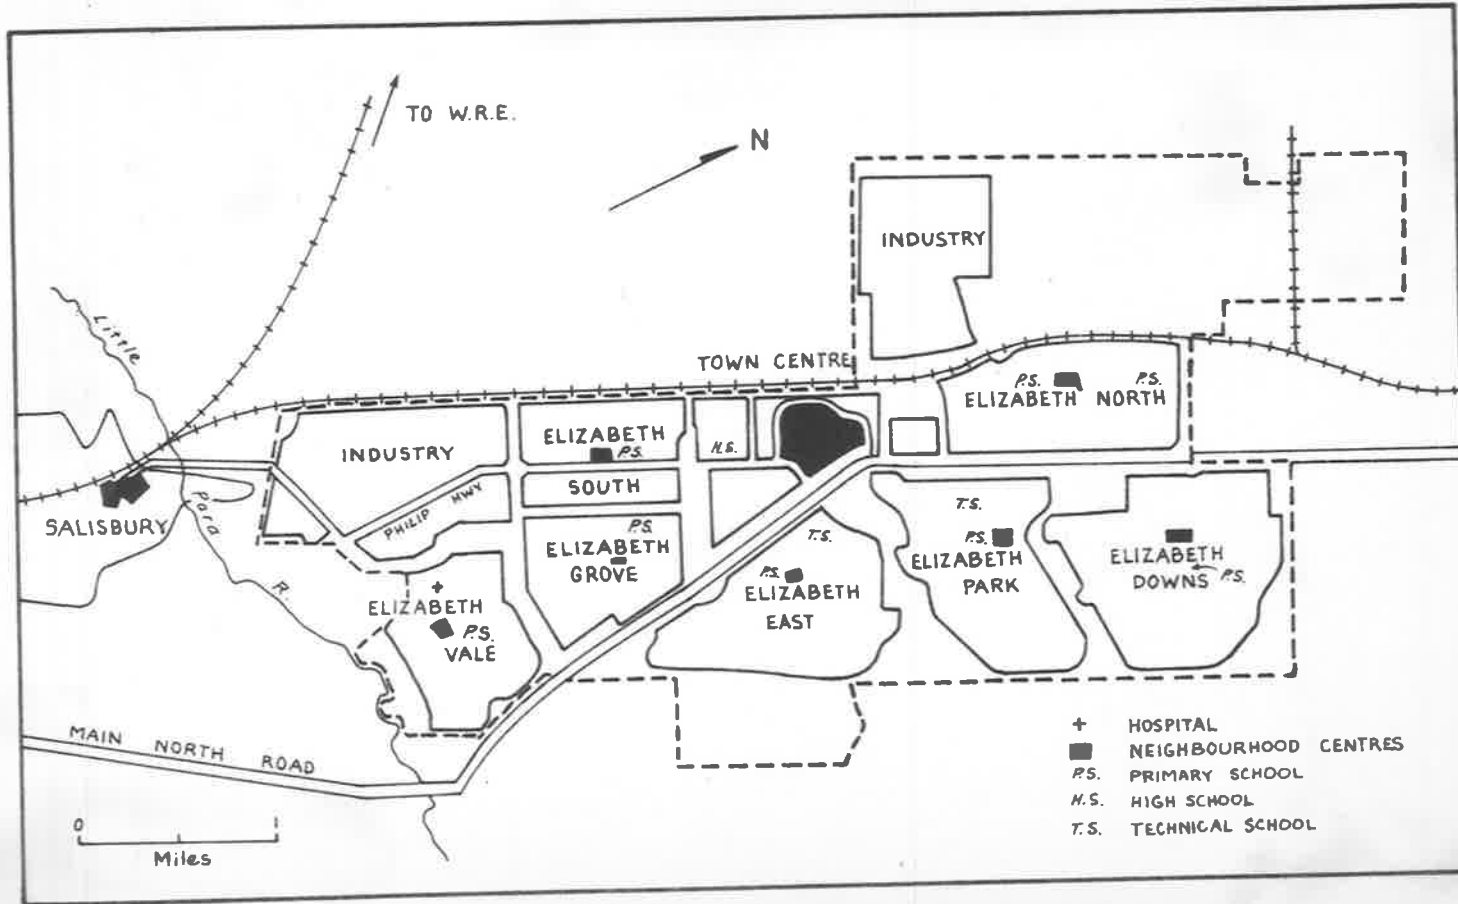 TO W.R.E.
N
INDUSTRY
Little
Para
R.
TOWN CENTRE
P.S.
P.S.
ELIZABETH NORTH
INDUSTRY
ELIZABETH
P.S.
H.S.
SOUTH
PHILIP HWY
SALISBURY
P.S.
ELIZABETH
GROVE
T.S.
T.S.
P.S.
ELIZABETH
PARK
ELIZABETH
DOWNS
P.S.
P.S.
ELIZABETH
EAST
ELIZABETH
P.S.
VALE
MAIN NORTH ROAD
+ HOSPITAL
NEIGHBOURHOOD CENTRES
P.S. PRIMARY SCHOOL
H.S. HIGH SCHOOL
T.S. TECHNICAL SCHOOL
0 1
Miles